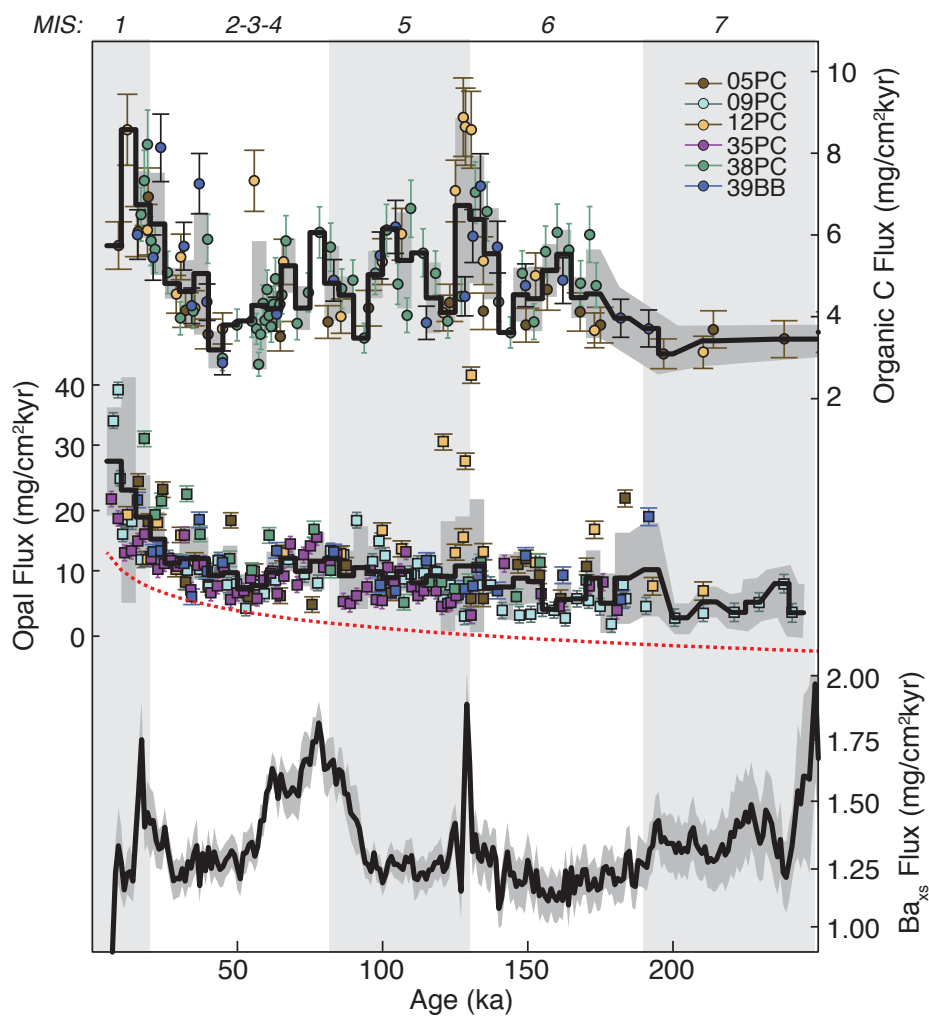 MIS: 1 2-3-4 5 6 7
10
8
6
4
2
Organic C Flux (mg/cm²kyr)
05PC
09PC
12PC
35PC
38PC
39BB
40
30
20
10
0
Opal Flux (mg/cm²kyr)
2.00
1.75
1.50
1.25
1.00
Baxs Flux (mg/cm²kyr)
50 100 150 200
Age (ka)